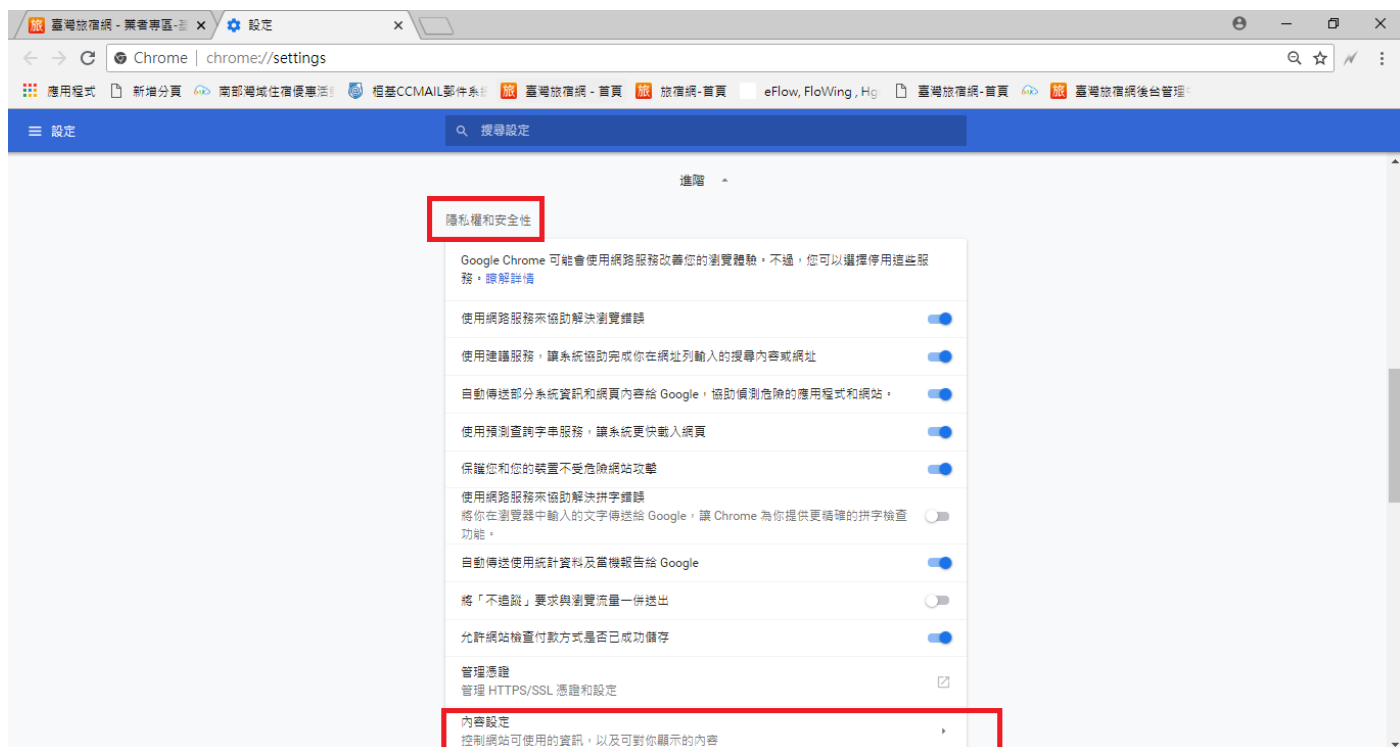 臺灣旅宿網 - 業者專區-
設定
Chrome | chrome://settings
應用程式
新增分頁
南部灣域住宿優惠活
桓基CCMAIL郵件系
臺灣旅宿網 - 首頁
旅宿網-首頁
eFlow, FloWing , Hg
臺灣旅宿網-首頁
臺灣旅宿網後台管理
設定
搜尋設定
進階
隱私權和安全性
Google Chrome 可能會使用網路服務改善您的瀏覽體驗。不過，您可以選擇停用這些服
務。瞭解詳情
使用網路服務來協助解決瀏覽錯誤
使用建議服務，讓系統協助完成你在網址列輸入的搜尋內容或網址
自動傳送部分系統資訊和網頁內容給 Google，協助偵測危險的應用程式和網站。
使用預測查詢字串服務，讓系統更快載入網頁
保護您和您的裝置不受危險網站攻擊
使用網路服務來協助解決拼字錯誤
將你在瀏覽器中輸入的文字傳送給 Google，讓 Chrome 為你提供更精確的拼字檢查
功能。
自動傳送使用統計資料及當機報告給 Google
將「不追蹤」要求與瀏覽流量一併送出
允許網站檢查付款方式是否已成功儲存
管理憑證
管理 HTTPS/SSL 憑證和設定
內容設定
控制網站可使用的資訊，以及可對你顯示的內容